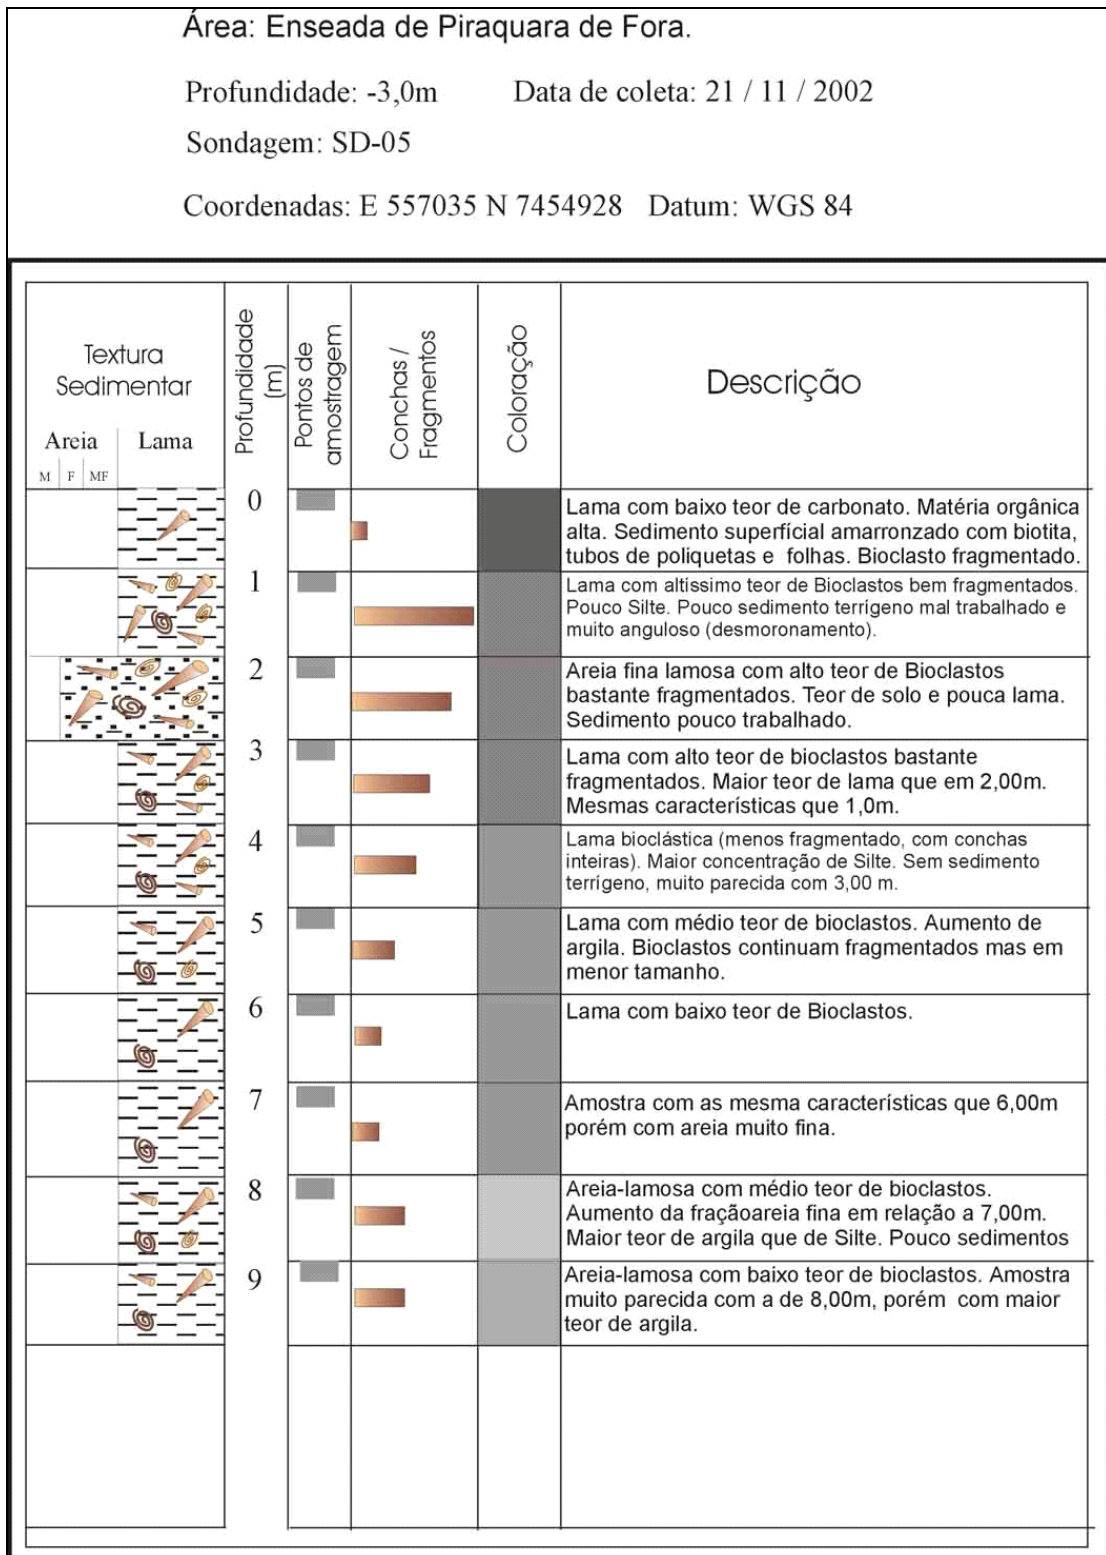 Área: Enseada de Piraquara de Fora.
Profundidade: -3,0m Data de coleta: 21 / 11 / 2002
Sondagem: SD-05
Coordenadas: E 557035 N 7454928 Datum: WGS 84
Textura
Sedimentar
Areia Lama
M F MF
Profundidade
(m)
Pontos de
amostragem
Conchas /
Fragmentos
Coloração
Descrição
0
Lama com baixo teor de carbonato. Matéria orgânica
alta. Sedimento superfícial amarronzado com biotita,
tubos de poliquetas e folhas. Bioclasto fragmentado.
1
Lama com altissimo teor de Bioclastos bem fragmentados.
Pouco Silte. Pouco sedimento terrígeno mal trabalhado e
muito anguloso (desmoronamento).
2
Areia fina lamosa com alto teor de Bioclastos
bastante fragmentados. Teor de solo e pouca lama.
Sedimento pouco trabalhado.
3
Lama com alto teor de bioclastos bastante
fragmentados. Maior teor de lama que em 2,00m.
Mesmas características que 1,0m.
4
Lama bioclástica (menos fragmentado, com conchas
inteiras). Maior concentração de Silte. Sem sedimento
terrígeno, muito parecida com 3,00 m.
5
Lama com médio teor de bioclastos. Aumento de
argila. Bioclastos continuam fragmentados mas em
menor tamanho.
6
Lama com baixo teor de Bioclastos.
7
Amostra com as mesma características que 6,00m
porém com areia muito fina.
8
Areia-lamosa com médio teor de bioclastos.
Aumento da fraçãoareia fina em relação a 7,00m.
Maior teor de argila que de Silte. Pouco sedimentos
9
Areia-lamosa com baixo teor de bioclastos. Amostra
muito parecida com a de 8,00m, porém com maior
teor de argila.